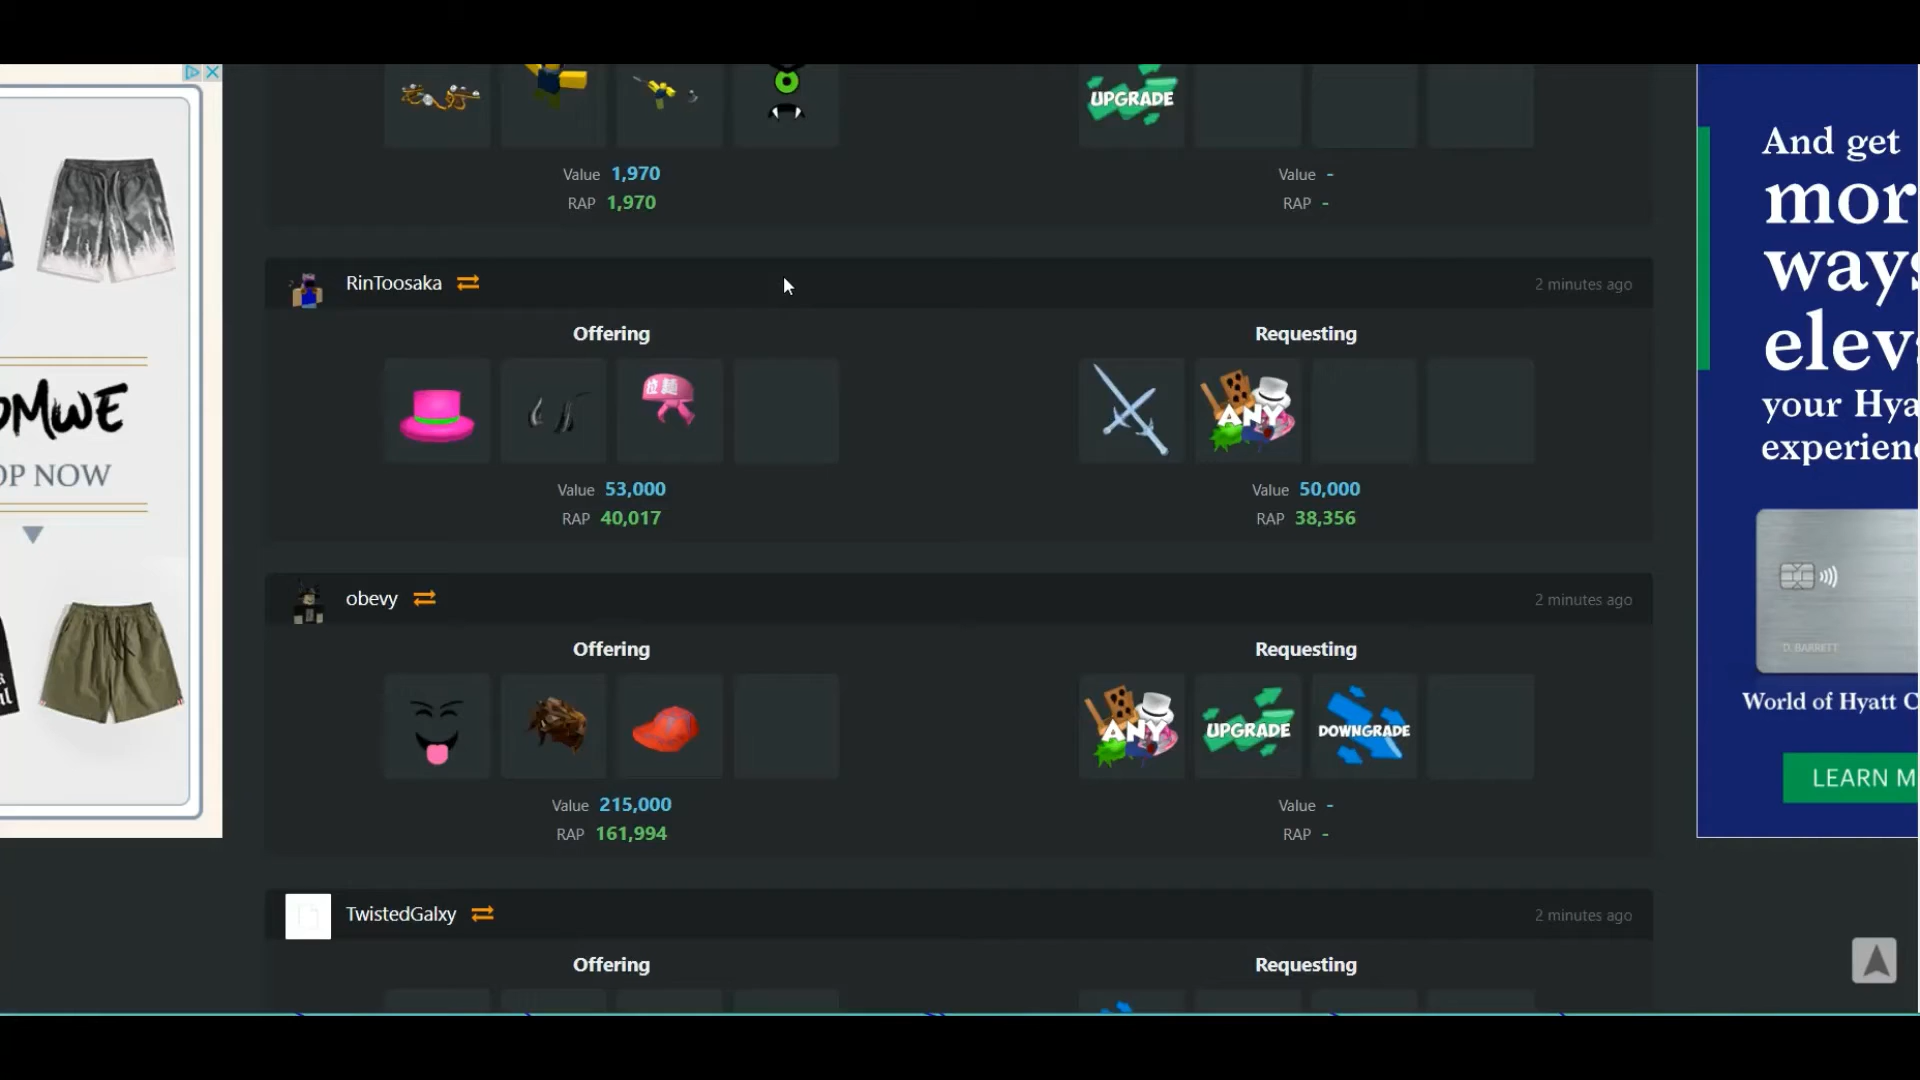 UPGRADE
Value 1,970
RAP 1,970
Value -
RAP -
RinToosaka
2 minutes ago
Offering
Requesting
拉麺
ANY
Value 53,000
RAP 40,017
Value 50,000
RAP 38,356
obevy
2 minutes ago
Offering
Requesting
ANY
UPGRADE
DOWNGRADE
Value 215,000
RAP 161,994
Value -
RAP -
TwistedGalxy
2 minutes ago
Offering
Requesting
OMWE
OP NOW
And get
mor
ways
elev
your Hya
experien
D. BARRETT
World of Hyatt C
LEARN M